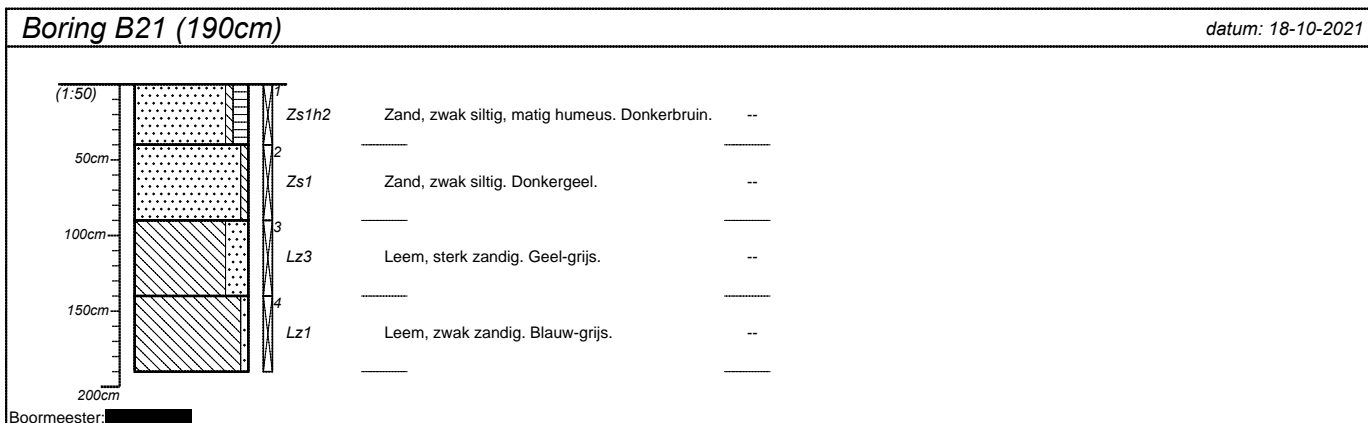 Boring B21 (190cm) datum: 18-10-2021
(1:50)
1
Zs1h2 Zand, zwak siltig, matig humeus. Donkerbruin. --
50cm
2
Zs1 Zand, zwak siltig. Donkergeel. --
100cm
3
Lz3 Leem, sterk zandig. Geel-grijs. --
150cm
4
Lz1 Leem, zwak zandig. Blauw-grijs. --
200cm
Boormeester: